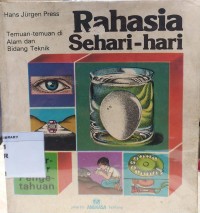 Hans Jürgen Press
Rahasia
Sehari-hari
Temuan-temuan di
Alam dan
Bidang Teknik
Penge-
tahuan